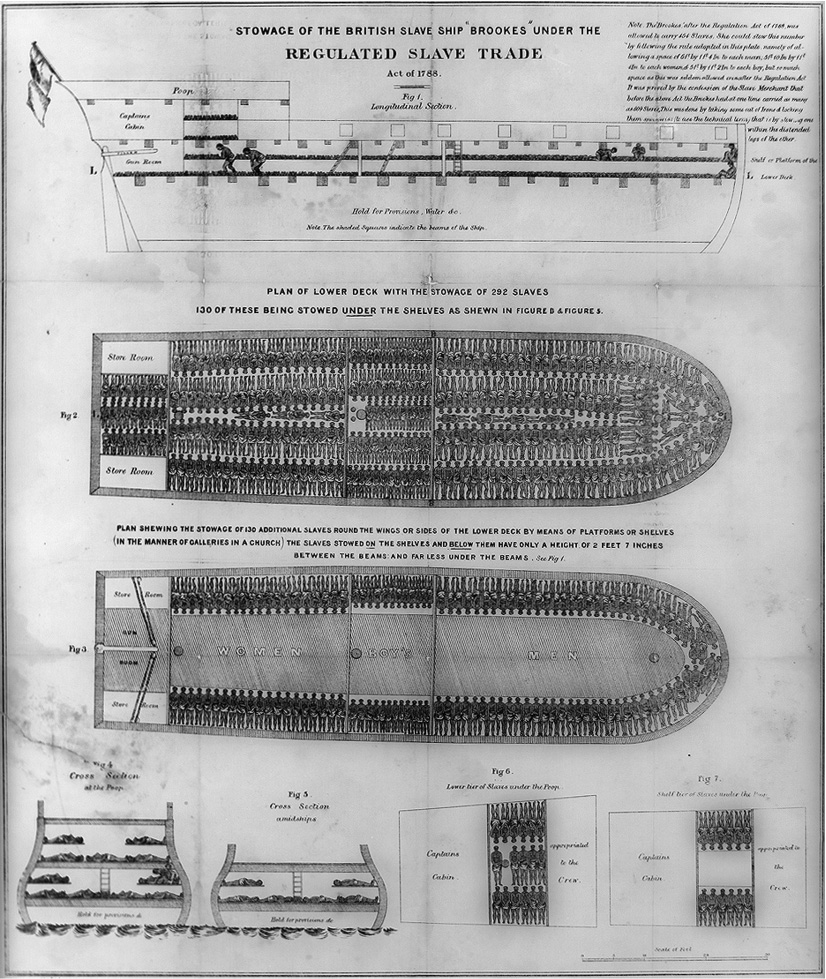 STOWAGE OF THE BRITISH SLAVE SHIP "BROOKES" UNDER THE
REGULATED SLAVE TRADE
Act of 1788.
Note. The "Brookes" after the Regulation Act of 1788, was
allowed to carry 454 Slaves. She could stow this number
by following the rule adopted in this plate, namely of al-
lowing a space of 6 ft by 1 ft 4 In to each man; 5 ft 10 In by 1 ft
4 In to each women, & 5 ft by 1 ft 2 In to each boy, but so much
space as this was seldom allowed even after the Regulation Act.
It was proved by the confession of the Slave Merchant that
before the above Act the Brookes had at one time carried as many
as 609 Slaves. This was done by taking some out of Irons & locking
them (to use the technical term) that is by stowing one
within the distended
legs of the other.
Poop
Fig 1.
Longitudinal Section.
Captains
Cabin
Gun Room
L
L
Shelf or Platform of the
Lower Deck.
Hold for Provisions, Water &c.
Note. The shaded Squares indicate the beams of the Ship.
PLAN OF LOWER DECK WITH THE STOWAGE OF 292 SLAVES
130 OF THESE BEING STOWED UNDER THE SHELVES AS SHEWN IN FIGURE D & FIGURE 5.
Store Room
Fig 2.
Store Room
PLAN SHEWING THE STOWAGE OF 130 ADDITIONAL SLAVES ROUND THE WINGS OR SIDES OF THE LOWER DECK BY MEANS OF PLATFORMS OR SHELVES
(IN THE MANNER OF GALLERIES IN A CHURCH) THE SLAVES STOWED ON THE SHELVES AND BELOW THEM HAVE ONLY A HEIGHT OF 2 FEET 7 INCHES
BETWEEN THE BEAMS: AND FAR LESS UNDER THE BEAMS. See Fig 1.
Store Room
GUN
Fig 3.
ROOM
WOMEN
BOY'S
MEN
Store Room
Fig 4
Cross Section
at the Poop.
Hold for provisions &c
Fig 5.
Cross Section
amidships
Hold for provisions &c
Fig 6.
Lower tier of Slaves under the Poop.
Captains
Cabin.
appropriated
to the
Crew.
Fig 7.
Shelf tier of Slaves under the Poop.
Captains
Cabin.
appropriated to
the
Crew.
Scale of Feet.